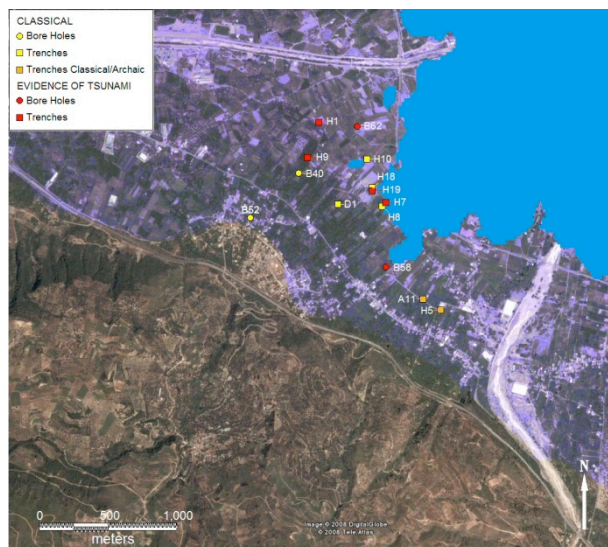 CLASSICAL
Bore Holes
Trenches
Trenches Classical/Archaic
EVIDENCE OF TSUNAMI
Bore Holes
Trenches
H1
B62
H9
H10
B40
H18
H19
D1
H7
H8
B52
B58
A11
H5
N
0 500 1,000
meters
Image © 2008 DigitalGlobe
© 2008 Tele Atlas